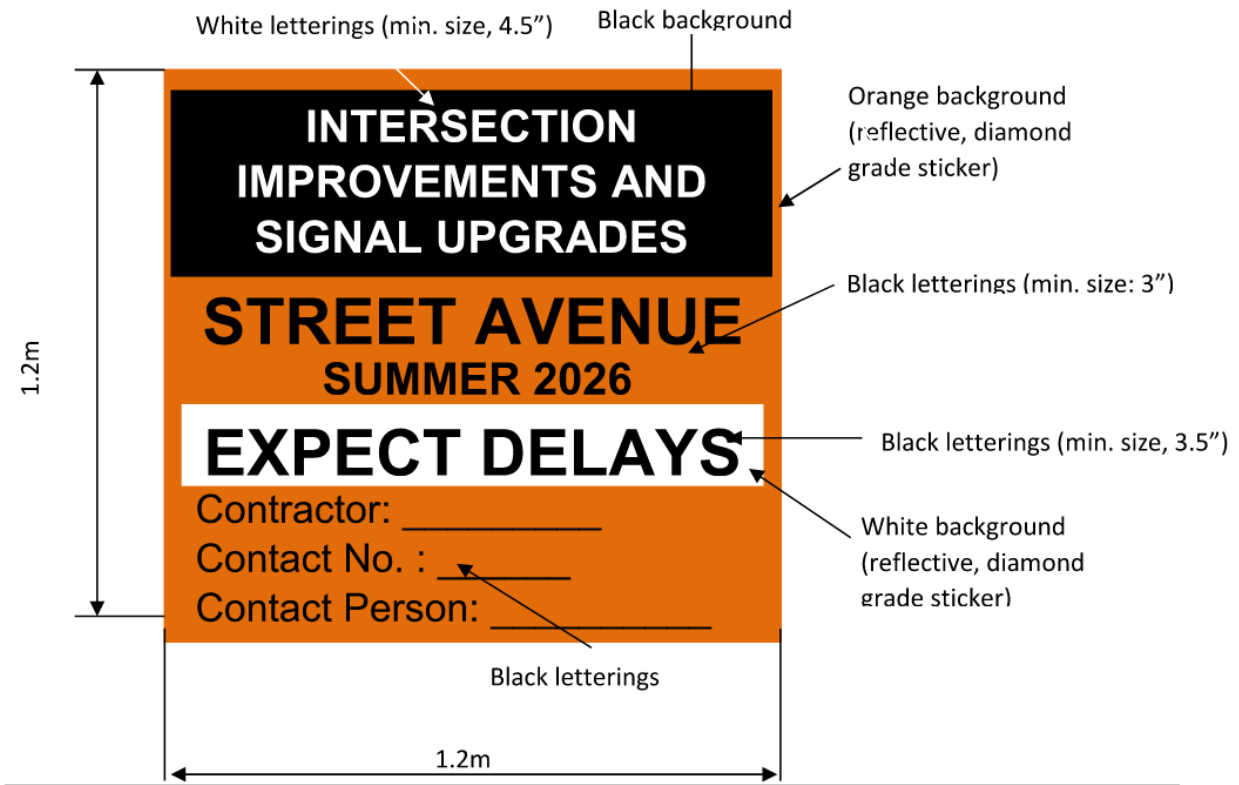 White letterings (min. size, 4.5”)
Black background
INTERSECTION
IMPROVEMENTS AND
SIGNAL UPGRADES
Orange background
(reflective, diamond
grade sticker)
STREET AVENUE
Black letterings (min. size: 3”)
SUMMER 2026
1.2m
EXPECT DELAYS
Black letterings (min. size, 3.5”)
Contractor: _________
Contact No. : ______
Contact Person: __________
White background
(reflective, diamond
grade sticker)
Black letterings
1.2m